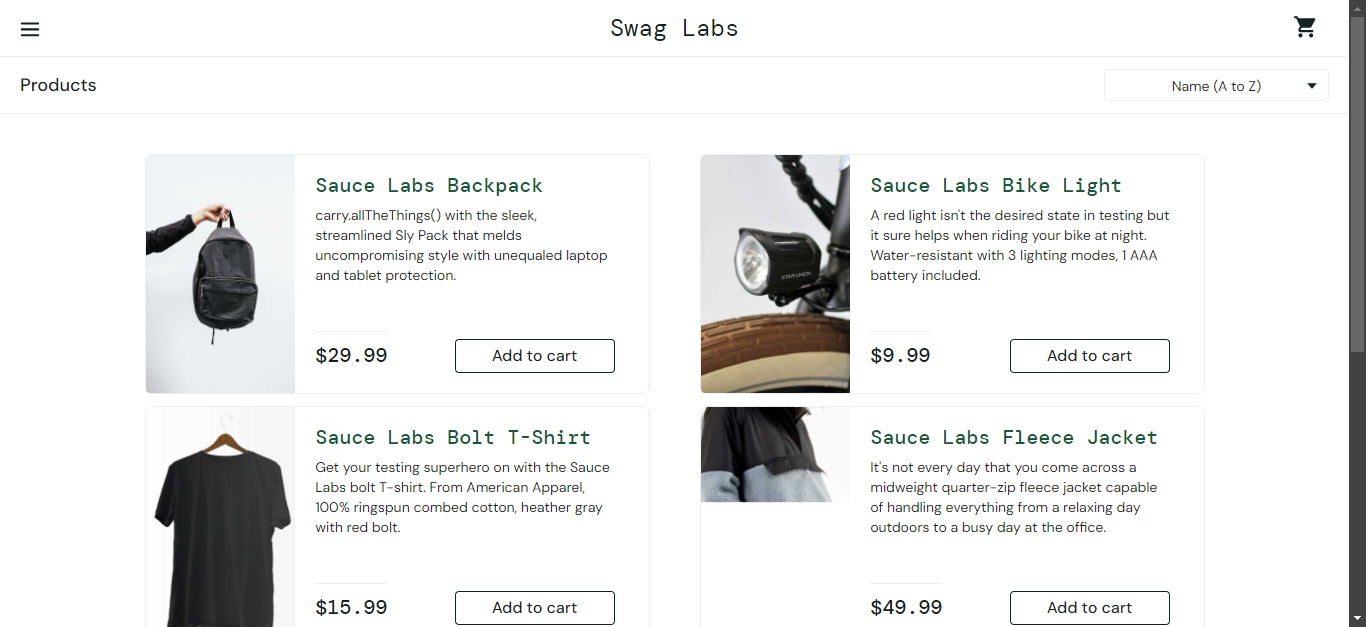 Swag Labs
Products
Name (A to Z)
Sauce Labs Backpack
carry.allTheThings() with the sleek,
streamlined Sly Pack that melds
uncompromising style with unequaled laptop
and tablet protection.
$29.99
Add to cart
Sauce Labs Bike Light
A red light isn't the desired state in testing but
it sure helps when riding your bike at night.
Water-resistant with 3 lighting modes, 1 AAA
battery included.
$9.99
Add to cart
STAR UNION
Sauce Labs Bolt T-Shirt
Get your testing superhero on with the Sauce
Labs bolt T-shirt. From American Apparel,
100% ringspun combed cotton, heather gray
with red bolt.
$15.99
Add to cart
Sauce Labs Fleece Jacket
It's not every day that you come across a
midweight quarter-zip fleece jacket capable
of handling everything from a relaxing day
outdoors to a busy day at the office.
$49.99
Add to cart